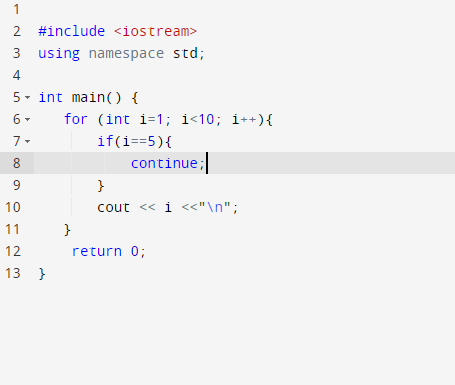 1
2 #include <iostream>
3 using namespace std;
4
5 int main() {
6 for (int i=1; i<10; i++){
7 if(i==5){
8 continue;
9 }
10 cout << i <<"\n";
11 }
12 return 0;
13 }